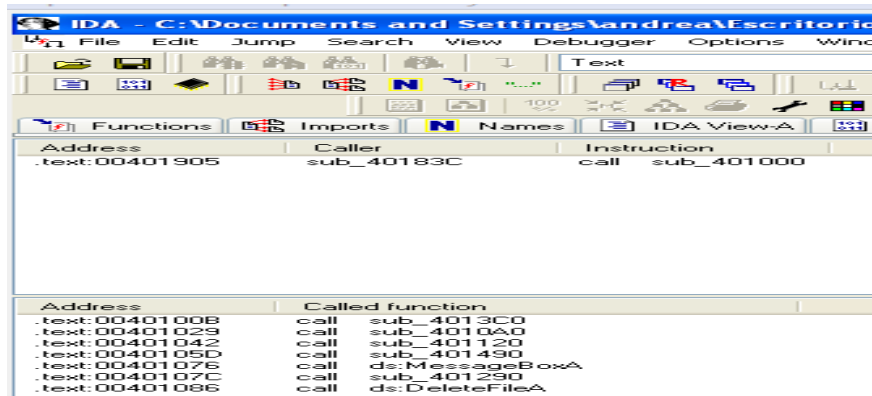 IDA - C:\Documents and Settings\andrea\Escritorio
File Edit Jump Search View Debugger Options Wind
Text
Functions Imports N Names IDA View-A
Address Caller Instruction
.text:00401905 sub_40183C call sub_401000
Address Called function
.text:0040100B call sub_4013C0
.text:00401029 call sub_4010A0
.text:00401042 call sub_401120
.text:0040105D call sub_401490
.text:00401076 call ds:MessageBoxA
.text:0040107C call sub_401290
.text:00401086 call ds:DeleteFileA